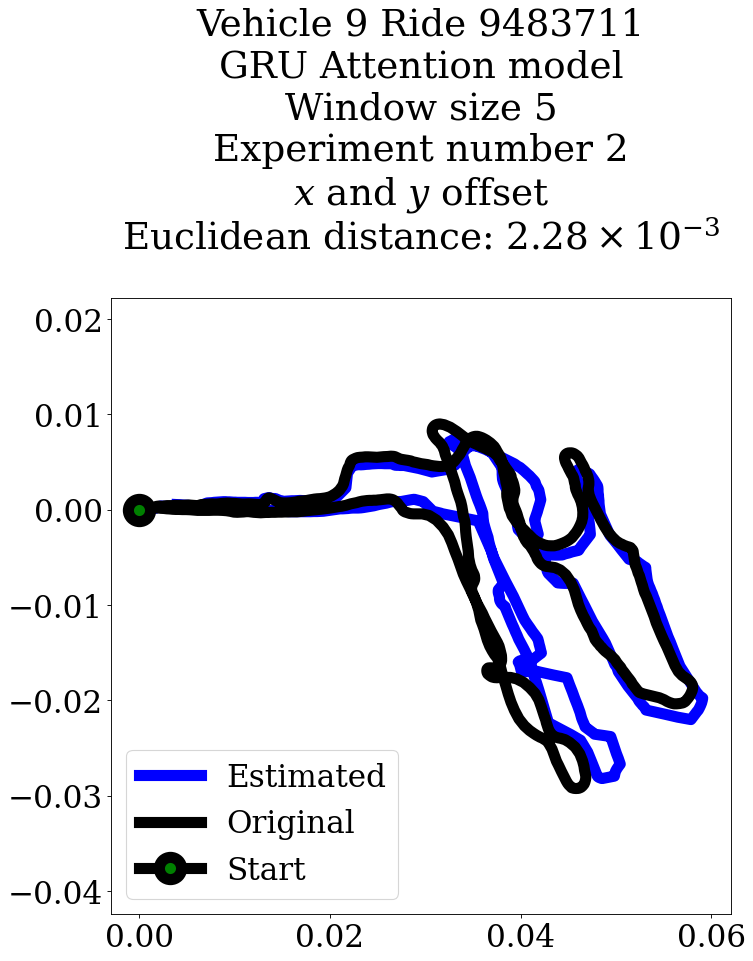 Vehicle 9 Ride 9483711
GRU Attention model
Window size 5
Experiment number 2
x and y offset
Euclidean distance: 2.28 × 10⁻³
0.02
0.01
0.00
−0.01
−0.02
−0.03
−0.04
Estimated
Original
Start
0.00 0.02 0.04 0.06